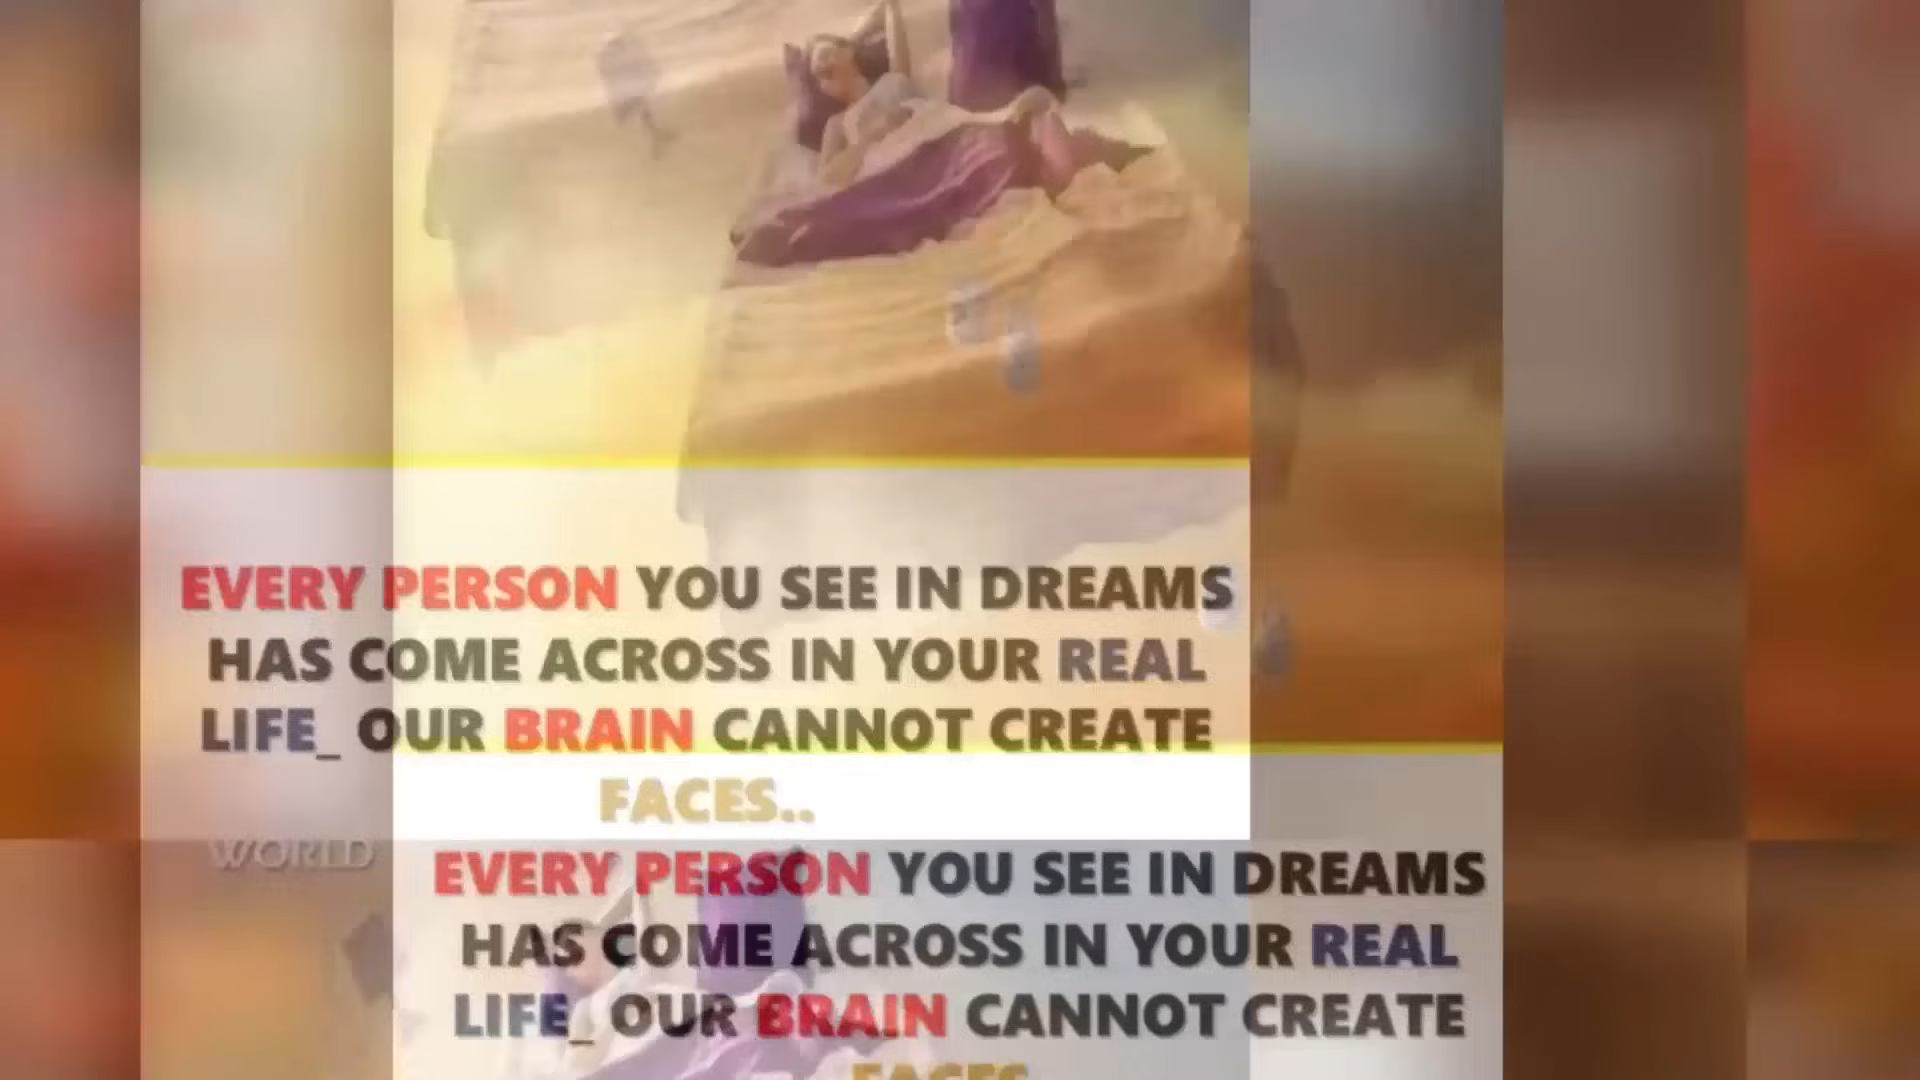 EVERY PERSON YOU SEE IN DREAMS
HAS COME ACROSS IN YOUR REAL
LIFE_ OUR BRAIN CANNOT CREATE
FACES..
WORLD
EVERY PERSON YOU SEE IN DREAMS
HAS COME ACROSS IN YOUR REAL
LIFE_ OUR BRAIN CANNOT CREATE
FACES